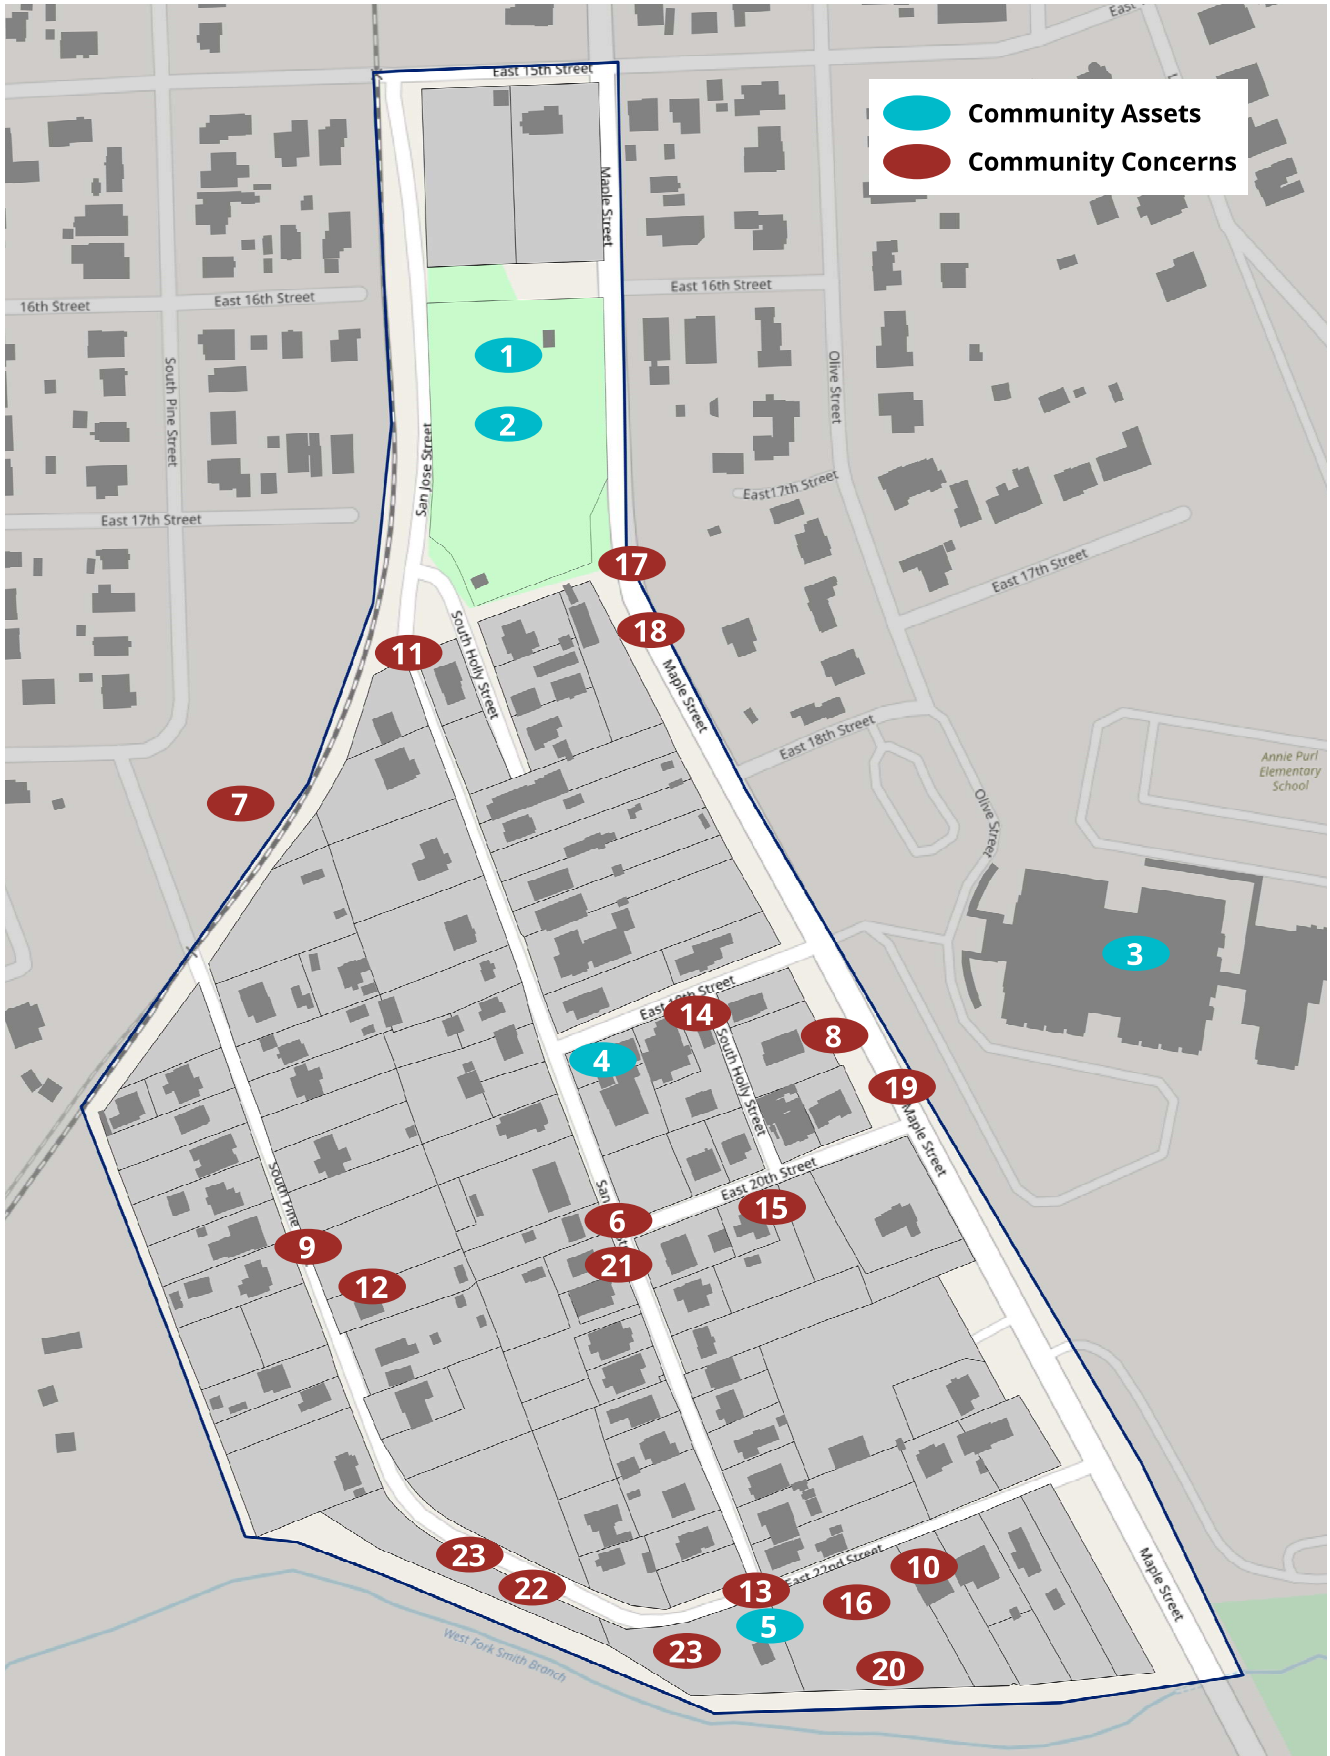 East
East 15th Street
Community Assets
Community Concerns
Maple Street
16th Street
East 16th Street
East 16th Street
South Pine Street
Olive Street
1
2
San Jose Street
East 17th Street
East17th Street
East 17th Street
17
18
11
South Holly Street
Maple Street
East 18th Street
Annie Purl
Elementary
School
7
Olive Street
3
East 19th Street
14
8
4
South Holly Street
19
Maple Street
South Pine
San
East 20th Street
15
6
9
21
12
Maple Street
East 22nd Street
23
10
22
13
16
5
West Fork Smith Branch
23
20